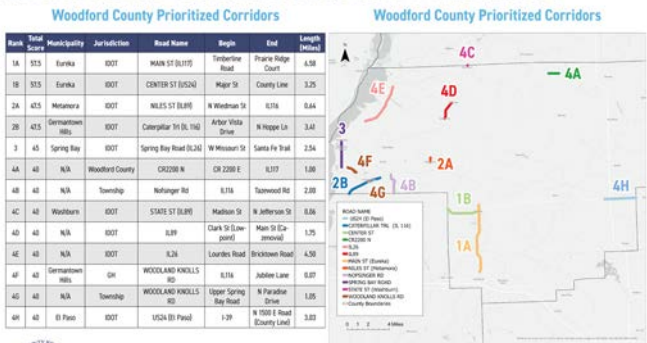 Woodford County Prioritized Corridors
Rank Total Score Municipality Jurisdiction Road Name Begin End Length (Miles)
1A 57.5 Eureka IDOT MAIN ST (IL117) Timberline Road Prairie Ridge Court 6.58
1B 57.5 Eureka IDOT CENTER ST (US24) Major St County Line 3.25
2A 47.5 Metamora IDOT NILES ST (IL89) N Wiedman St IL116 0.64
2B 47.5 Germantown Hills IDOT Caterpillar Trl (IL 116) Arbor Vista Drive N Hoppe Ln 3.41
3 45 Spring Bay IDOT Spring Bay Road (IL26) W Missouri St Santa Fe Trail 2.54
4A 40 N/A Woodford County CR2200 N CR 2200 E IL117 1.00
4B 40 N/A Township Nofsinger Rd IL116 Tazewood Rd 2.00
4C 40 Washburn IDOT STATE ST (IL89) Madison St N Jefferson St 0.06
4D 40 N/A IDOT IL89 Clark St (Low-point) Main St (Ca-zenovia) 1.75
4E 40 N/A IDOT IL26 Lourdes Road Bricktown Road 4.50
4F 40 Germantown Hills GH WOODLAND KNOLLS RD IL116 Jubilee Lane 0.07
4G 40 N/A Township WOODLAND KNOLLS RD Upper Spring Bay Road N Paradise Drive 1.05
4H 40 El Paso IDOT US24 (El Paso) I-39 N 1500 E Road (County Line) 3.03
Woodford County Prioritized Corridors
4C
4A
4E
4D
3
4F
2A
2B
4G
4B
4H
1B
1A
ROAD NAME
US24 (El Paso)
CATERPILLAR TRL (IL 116)
CENTER ST
CR2200 N
IL26
IL89
MAIN ST (Eureka)
NILES ST (Metamora)
NOFSINGER RD
SPRING BAY ROAD
STATE ST (Washburn)
WOODLAND KNOLLS RD
County Boundaries
0 1 2 4 Miles